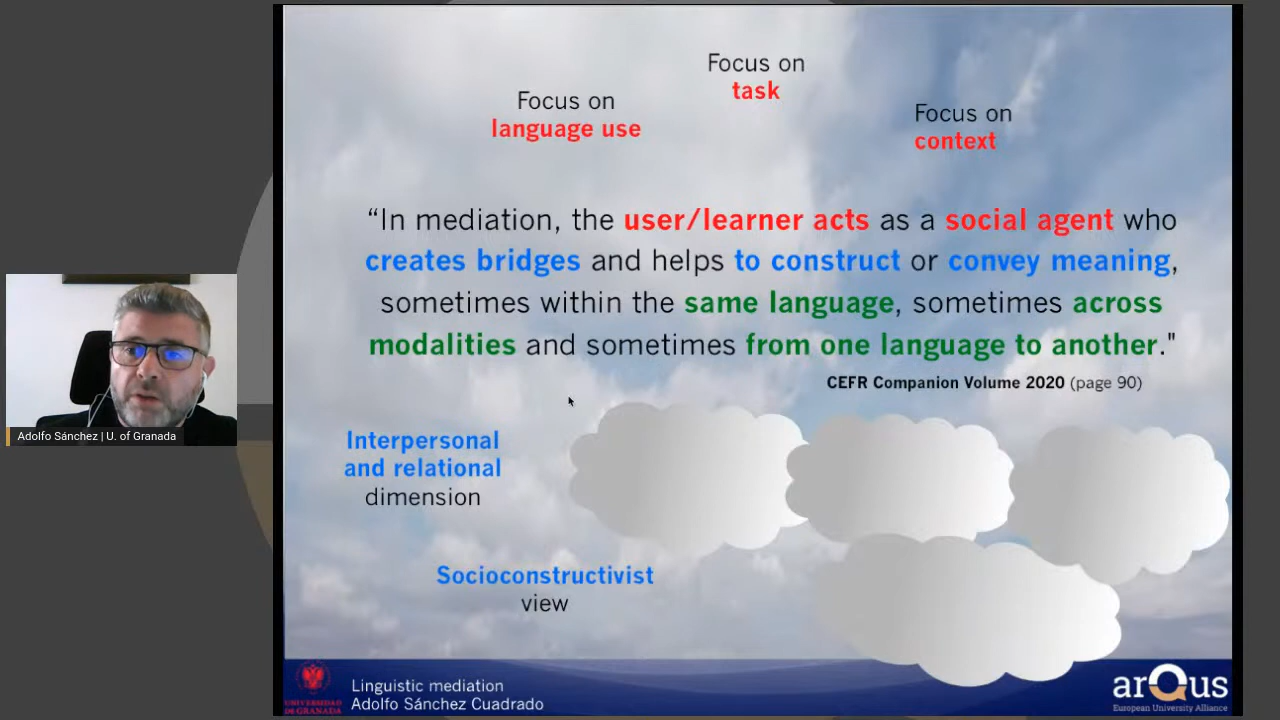 Focus on
task
Focus on
language use
Focus on
context
“In mediation, the user/learner acts as a social agent who
creates bridges and helps to construct or convey meaning,
sometimes within the same language, sometimes across
modalities and sometimes from one language to another."
CEFR Companion Volume 2020 (page 90)
Interpersonal
and relational
dimension
Socioconstructivist
view
Adolfo Sánchez | U. of Granada
UNIVERSIDAD
DE GRANADA
Linguistic mediation
Adolfo Sánchez Cuadrado
arQus
European University Alliance